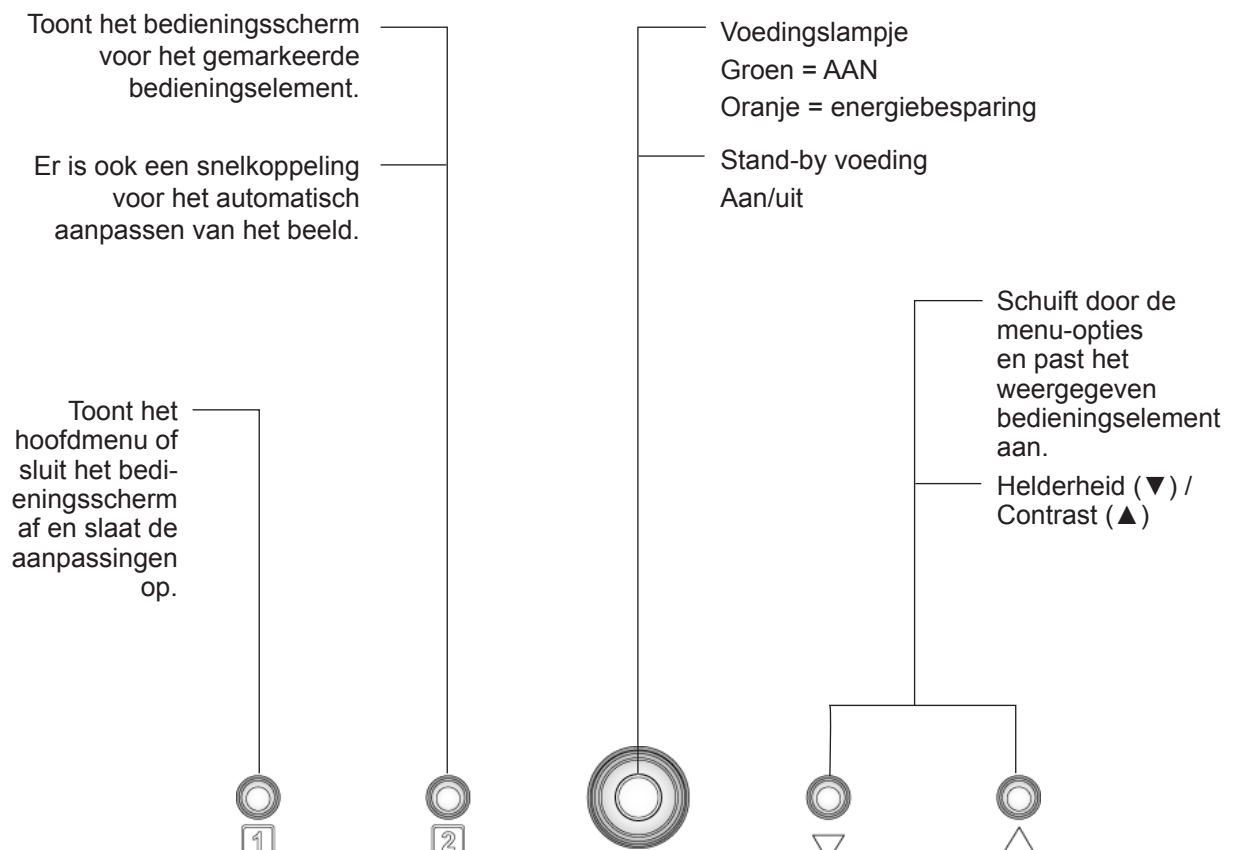 Toont het bedieningsscherm
voor het gemarkeerde
bedieningselement.
Er is ook een snelkoppeling
voor het automatisch
aanpassen van het beeld.
Voedingslampje
Groen = AAN
Oranje = energiebesparing
Stand-by voeding
Aan/uit
Schuift door de
menu-opties
en past het
weergegeven
bedieningselement
aan.
Helderheid (▼) /
Contrast (▲)
Toont het
hoofdmenu of
sluit het bedi-
eningsscherm
af en slaat de
aanpassingen
op.
1
2